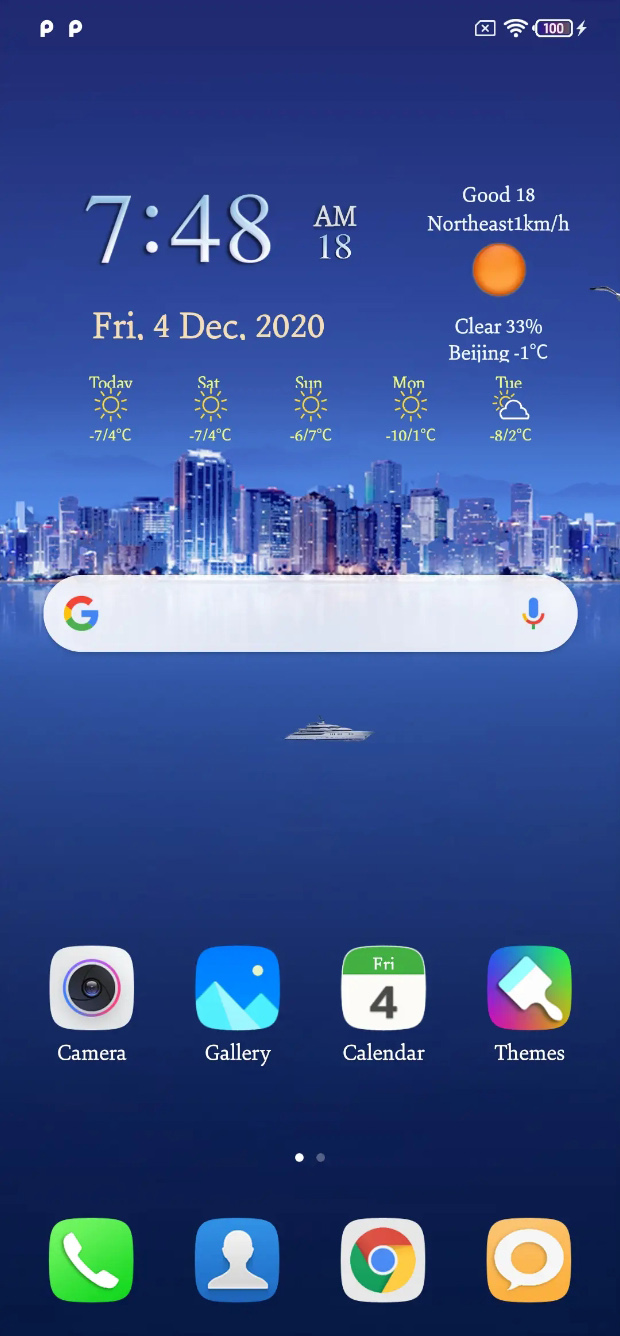 100
7:48
AM
18
Fri, 4 Dec, 2020
Good 18
Northeast1km/h
Clear 33%
Beijing -1°C
Today Sat Sun Mon Tue
-7/4°C -7/4°C -6/7°C -10/1°C -8/2°C
Fri
4
Camera Gallery Calendar Themes